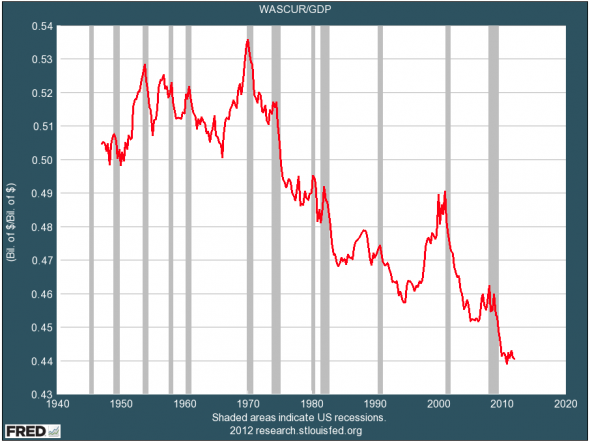 WASCUR/GDP
0.54
0.53
0.52
0.51
0.50
0.49
0.48
0.47
0.46
0.45
0.44
0.43
(Bil. of $/Bil. of $)
1940 1950 1960 1970 1980 1990 2000 2010 2020
Shaded areas indicate US recessions.
FRED 2012 research.stlouisfed.org